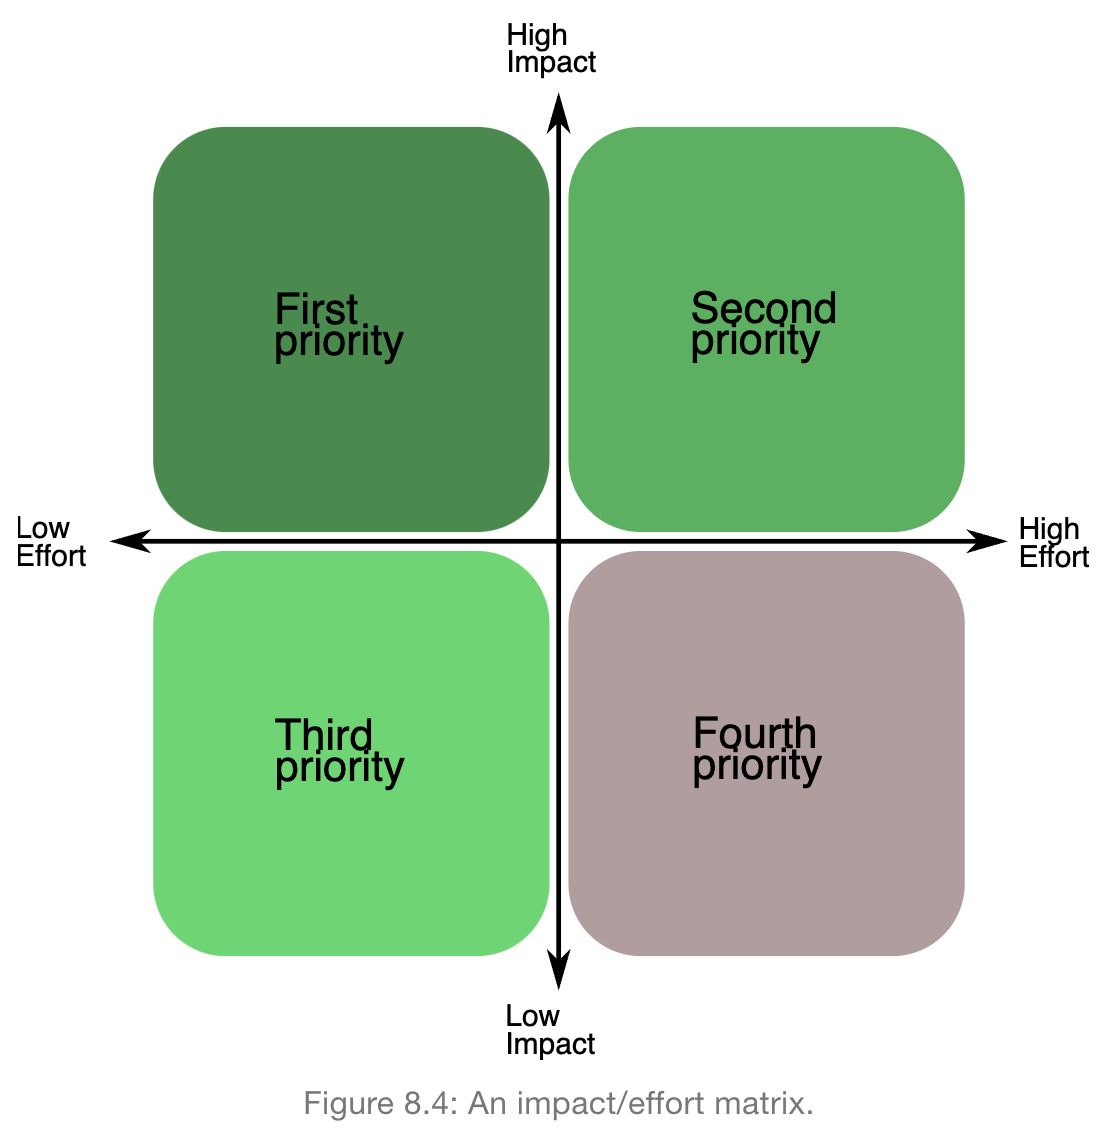 High
Impact
First
priority
Second
priority
Low
Effort
High
Effort
Third
priority
Fourth
priority
Low
Impact
Figure 8.4: An impact/effort matrix.